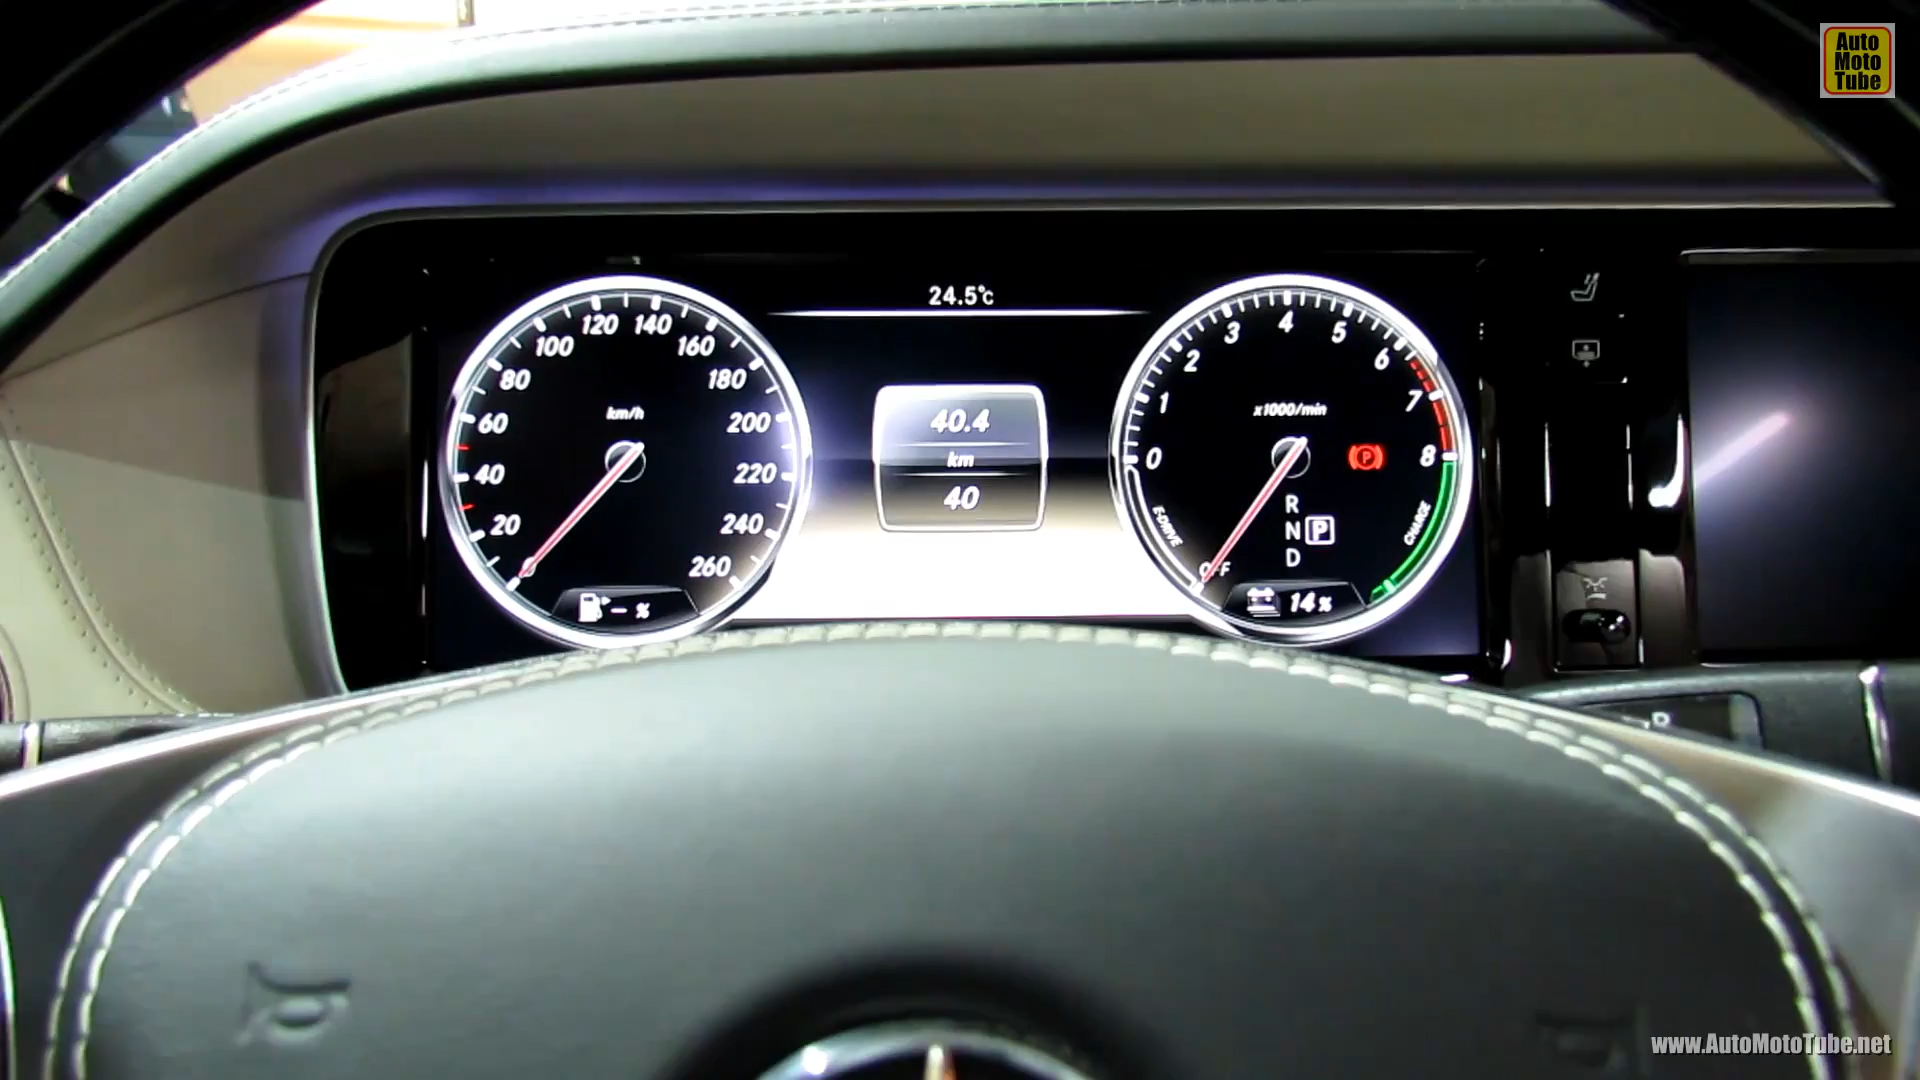 Auto
Moto
Tube
24.5°C
120 140
100 160
80 180
60 200
40 220
20 240
0 260
km/h
- %
40.4
km
40
4
3 5
2 6
1 7
0 8
x1000/min
P
R
N P
D
E-DRIVE
CHARGE
OFF
14%
www.AutoMotoTube.net